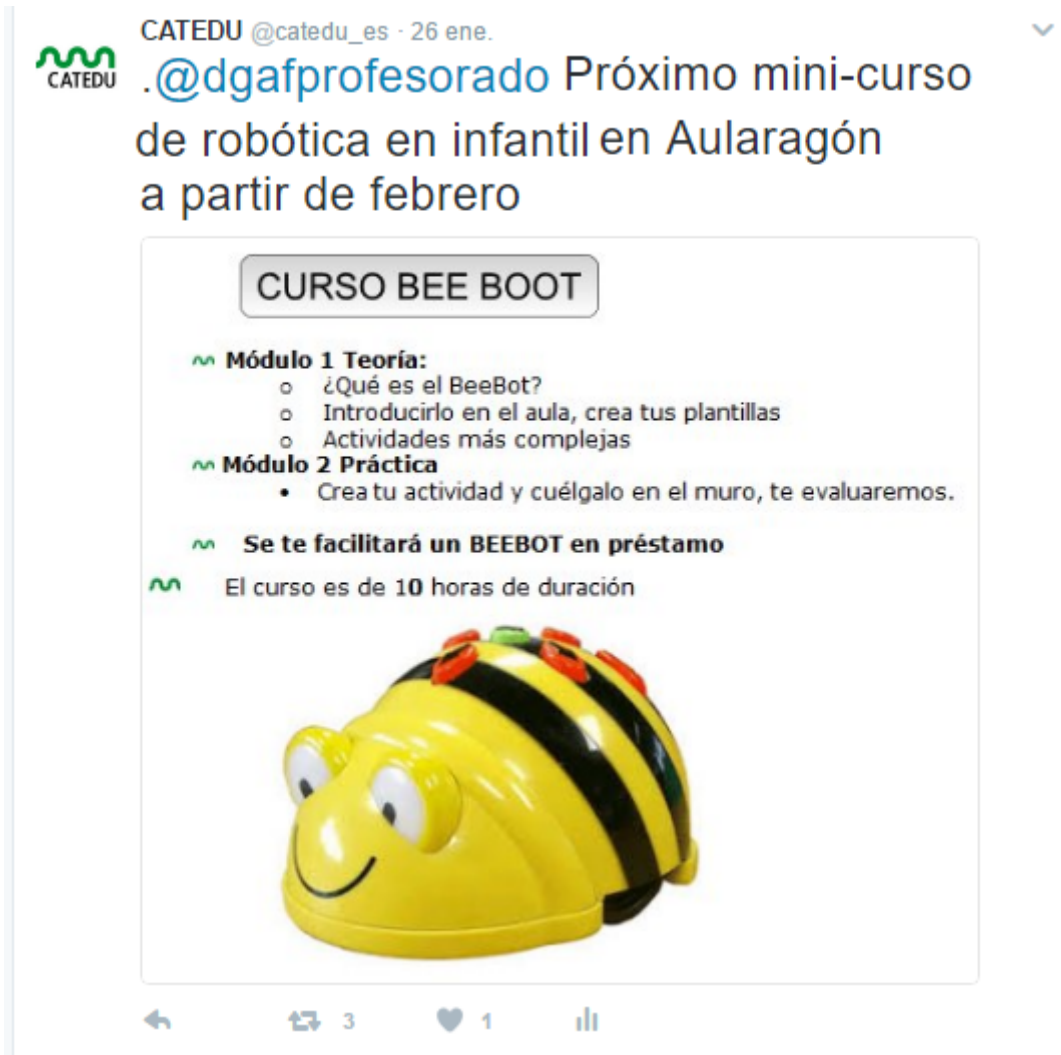 CATEDU @catedu_es · 26 ene.
CATEDU
.@dgafprofesorado Próximo mini-curso
de robótica en infantil en Aularagón
a partir de febrero
CURSO BEE BOOT
Módulo 1 Teoría:
o ¿Qué es el BeeBot?
o Introducirlo en el aula, crea tus plantillas
o Actividades más complejas
Módulo 2 Práctica
• Crea tu actividad y cuélgalo en el muro, te evaluaremos.
Se te facilitará un BEEBOT en préstamo
El curso es de 10 horas de duración
3 1